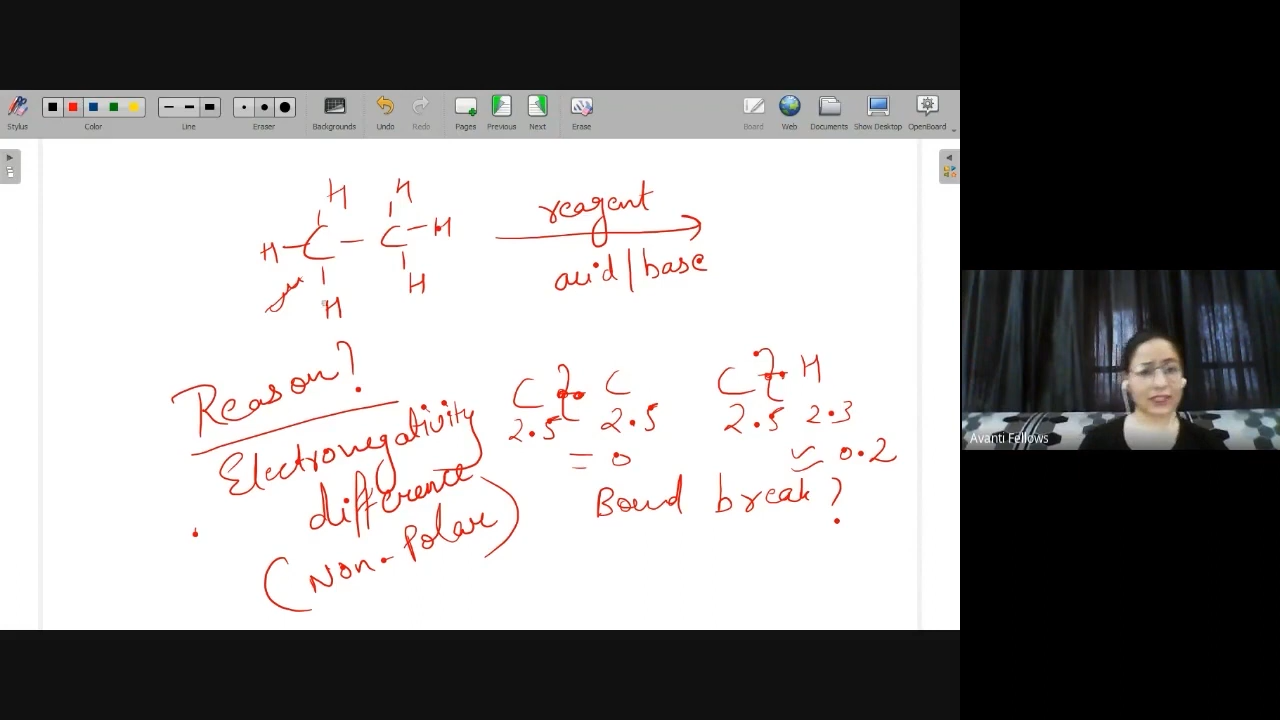 Stylus
Color
Line
Eraser
Backgrounds
Undo
Redo
Pages
Previous
Next
Erase
Board
Web
Documents
Show Desktop
OpenBoard
H H
H - C - C - H
H H
reagent
acid/base
Reason?
Electronegativity
difference
(Non-Polar)
C C
2.5 2.5
= 0
C H
2.5 2.3
≈ 0.2
Bound break?
Avanti Fellows